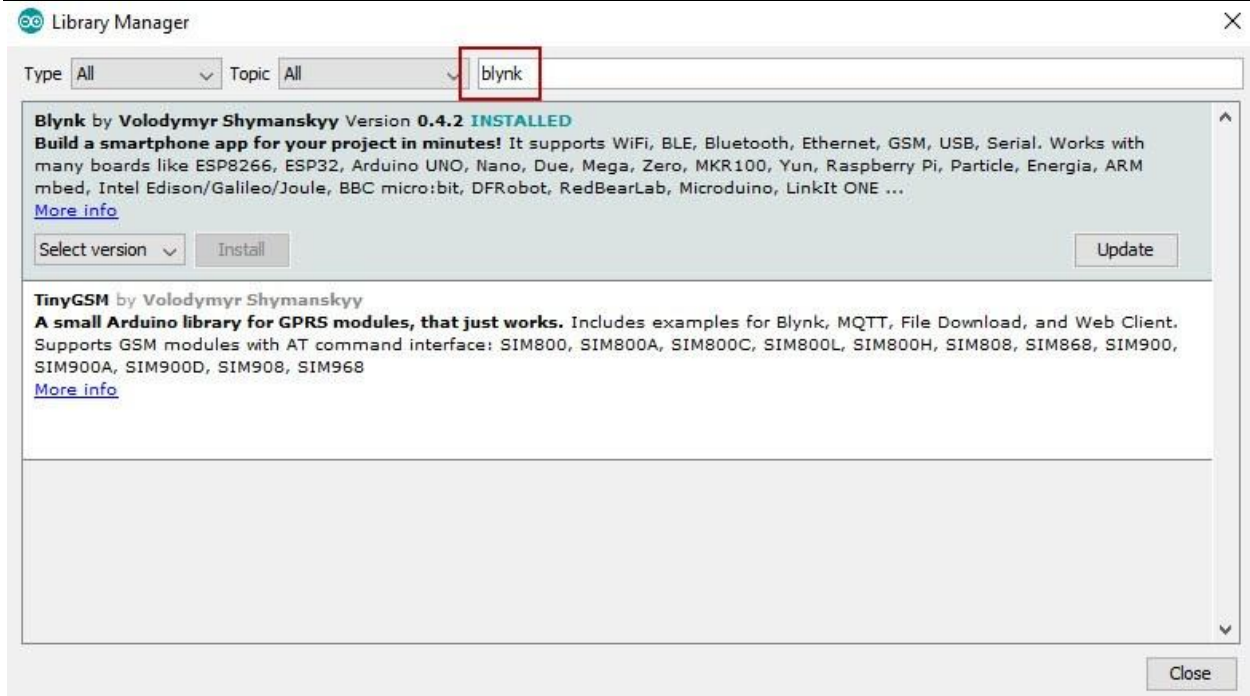 Library Manager
Type All Topic All blynk
Blynk by Volodymyr Shymanskyy Version 0.4.2 INSTALLED
Build a smartphone app for your project in minutes! It supports WiFi, BLE, Bluetooth, Ethernet, GSM, USB, Serial. Works with
many boards like ESP8266, ESP32, Arduino UNO, Nano, Due, Mega, Zero, MKR100, Yun, Raspberry Pi, Particle, Energia, ARM
mbed, Intel Edison/Galileo/Joule, BBC micro:bit, DFRobot, RedBearLab, Microduino, LinkIt ONE ...
More info
Select version Install Update
TinyGSM by Volodymyr Shymanskyy
A small Arduino library for GPRS modules, that just works. Includes examples for Blynk, MQTT, File Download, and Web Client.
Supports GSM modules with AT command interface: SIM800, SIM800A, SIM800C, SIM800L, SIM800H, SIM808, SIM868, SIM900,
SIM900A, SIM900D, SIM908, SIM968
More info
Close